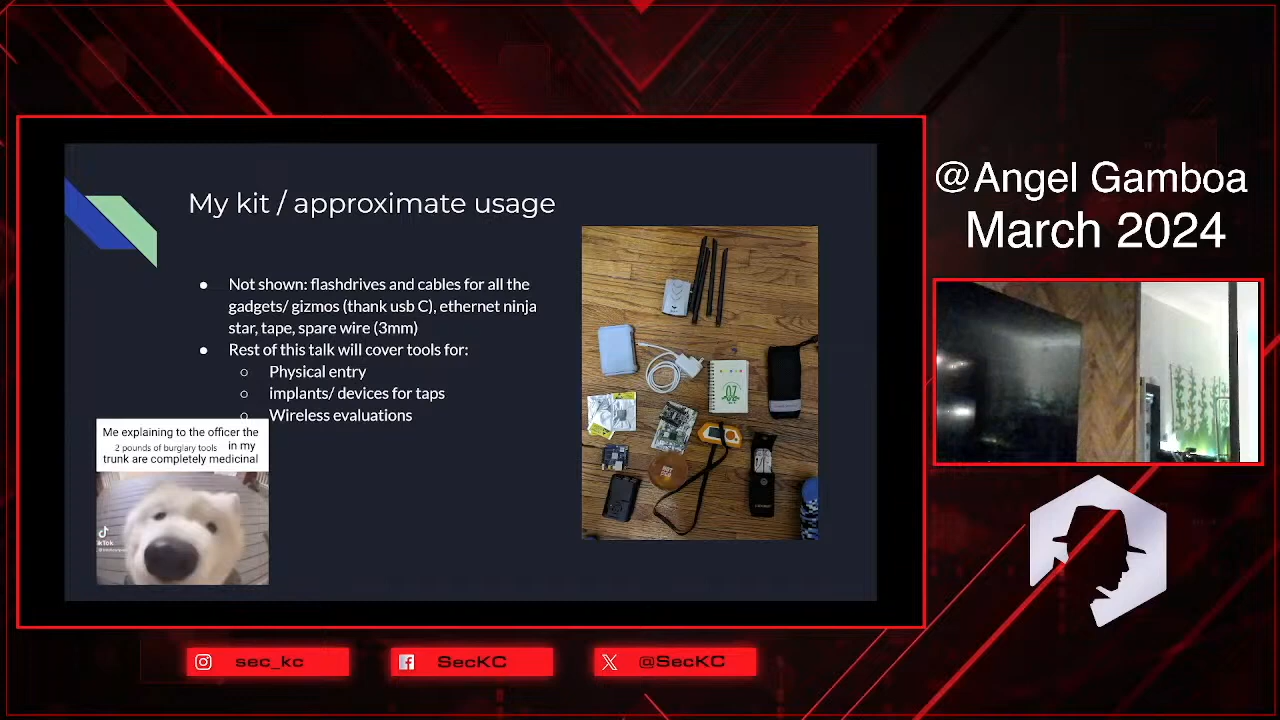 @Angel Gamboa
March 2024
My kit / approximate usage
● Not shown: flashdrives and cables for all the
gadgets/ gizmos (thank usb C), ethernet ninja
star, tape, spare wire (3mm)
● Rest of this talk will cover tools for:
○ Physical entry
○ implants/ devices for taps
○ Wireless evaluations
Me explaining to the officer the
2 pounds of burglary tools in my
trunk are completely medicinal
sec_kc
SecKC
@SecKC